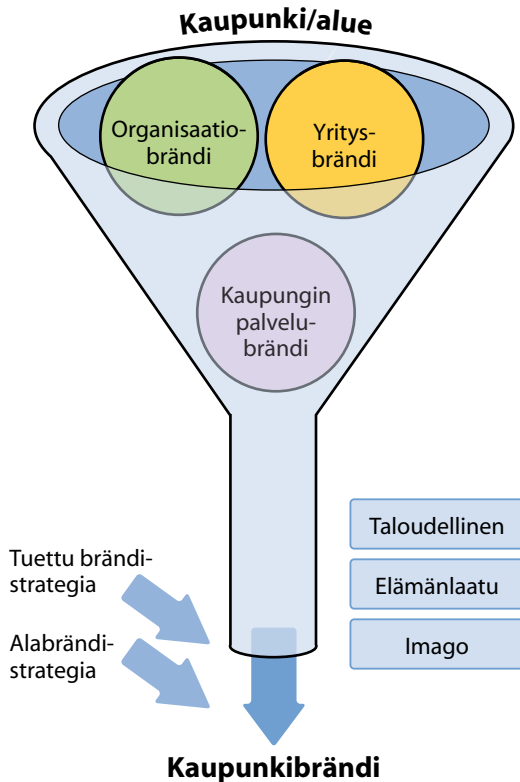 Kaupunki/alue
Organisaatio-
brändi
Yritys-
brändi
Kaupungin
palvelu-
brändi
Taloudellinen
Elämänlaatu
Imago
Tuettu brändi-
strategia
Alabrändi-
strategia
Kaupunkibrändi